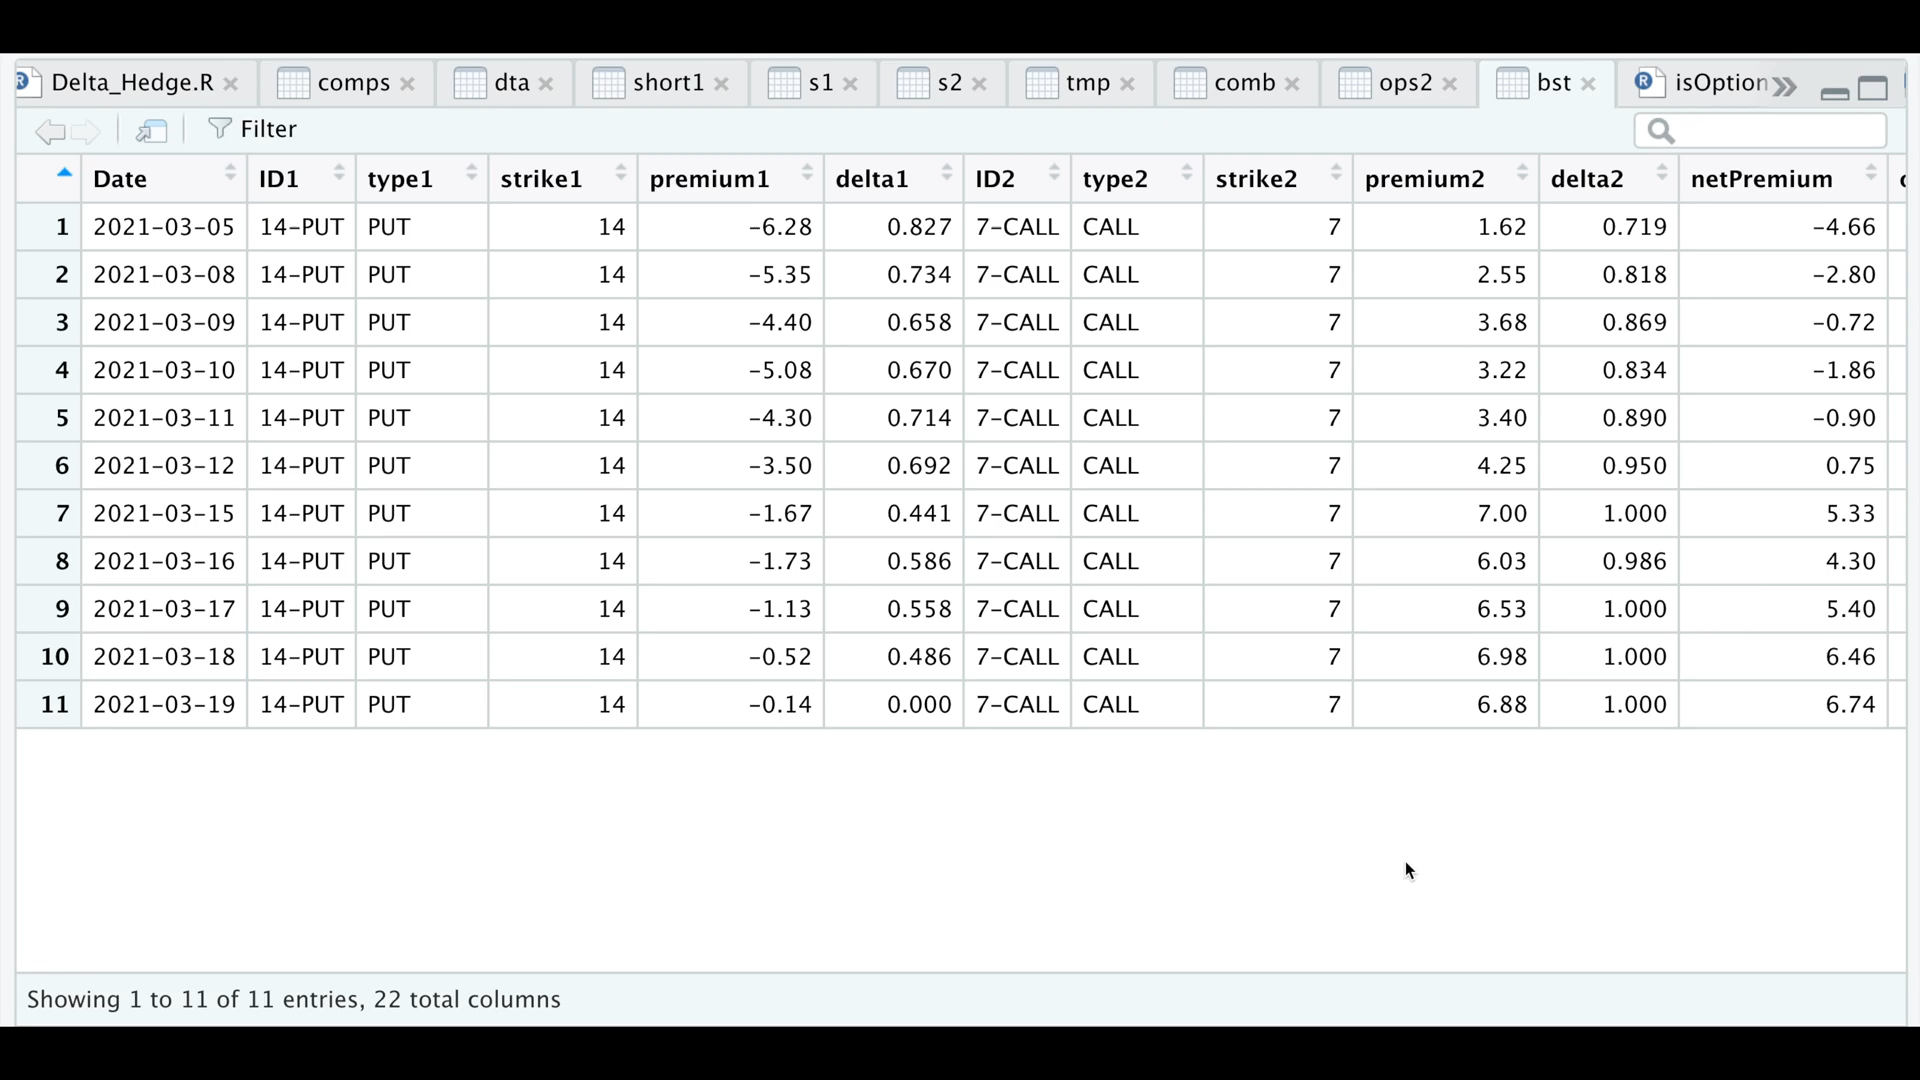 Delta_Hedge.R comps dta short1 s1 s2 tmp comb ops2 bst isOption
Filter
Date ID1 type1 strike1 premium1 delta1 ID2 type2 strike2 premium2 delta2 netPremium
1 2021-03-05 14-PUT PUT 14 -6.28 0.827 7-CALL CALL 7 1.62 0.719 -4.66
2 2021-03-08 14-PUT PUT 14 -5.35 0.734 7-CALL CALL 7 2.55 0.818 -2.80
3 2021-03-09 14-PUT PUT 14 -4.40 0.658 7-CALL CALL 7 3.68 0.869 -0.72
4 2021-03-10 14-PUT PUT 14 -5.08 0.670 7-CALL CALL 7 3.22 0.834 -1.86
5 2021-03-11 14-PUT PUT 14 -4.30 0.714 7-CALL CALL 7 3.40 0.890 -0.90
6 2021-03-12 14-PUT PUT 14 -3.50 0.692 7-CALL CALL 7 4.25 0.950 0.75
7 2021-03-15 14-PUT PUT 14 -1.67 0.441 7-CALL CALL 7 7.00 1.000 5.33
8 2021-03-16 14-PUT PUT 14 -1.73 0.586 7-CALL CALL 7 6.03 0.986 4.30
9 2021-03-17 14-PUT PUT 14 -1.13 0.558 7-CALL CALL 7 6.53 1.000 5.40
10 2021-03-18 14-PUT PUT 14 -0.52 0.486 7-CALL CALL 7 6.98 1.000 6.46
11 2021-03-19 14-PUT PUT 14 -0.14 0.000 7-CALL CALL 7 6.88 1.000 6.74
Showing 1 to 11 of 11 entries, 22 total columns